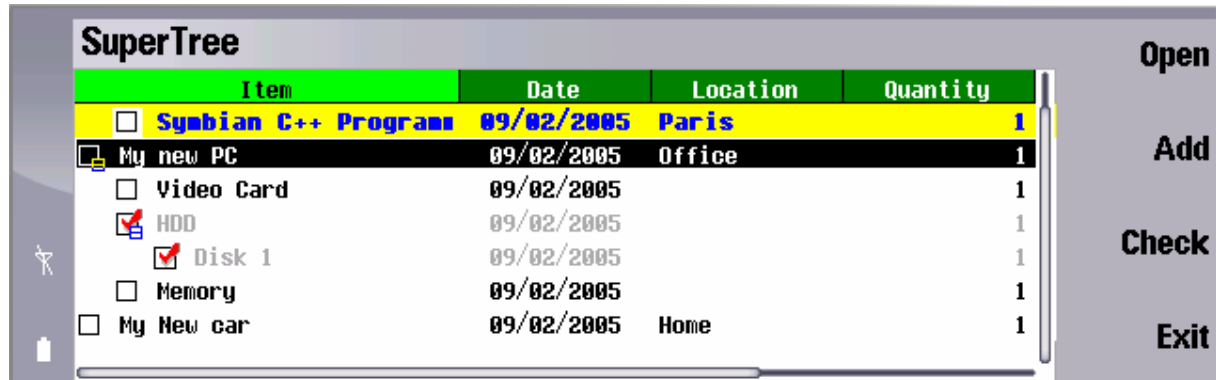 SuperTree
Open
Item Date Location Quantity
Symbian C++ Programm 09/02/2005 Paris 1
My new PC 09/02/2005 Office 1
Add
Video Card 09/02/2005 1
HDD 09/02/2005 1
Check
Disk 1 09/02/2005 1
Memory 09/02/2005 1
My New car 09/02/2005 Home 1
Exit